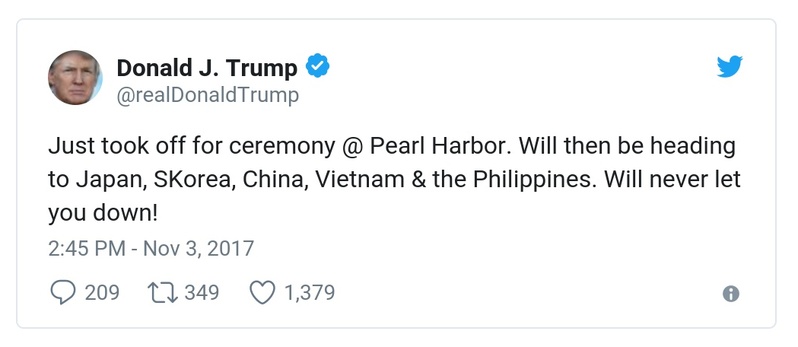 Donald J. Trump
@realDonaldTrump
Just took off for ceremony @ Pearl Harbor. Will then be heading
to Japan, SKorea, China, Vietnam & the Philippines. Will never let
you down!
2:45 PM - Nov 3, 2017
209 349 1,379